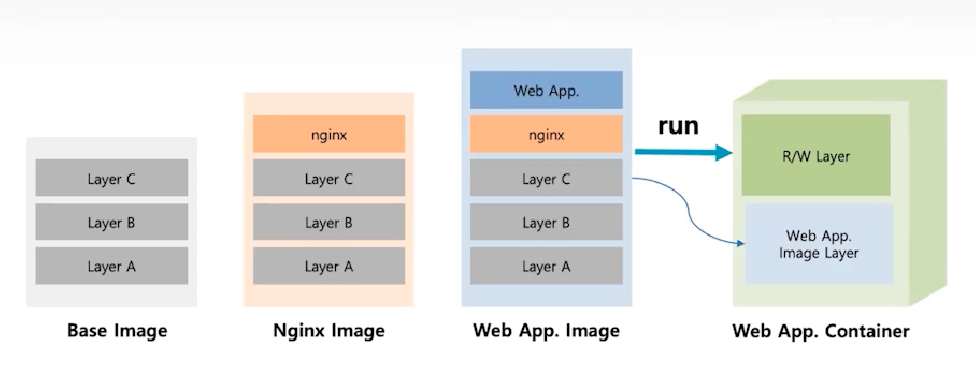 Web App.
nginx
Layer C
Layer B
Layer A
nginx
Layer C
Layer B
Layer A
Layer C
Layer B
Layer A
run
R/W Layer
Web App.
Image Layer
Base Image
Nginx Image
Web App. Image
Web App. Container